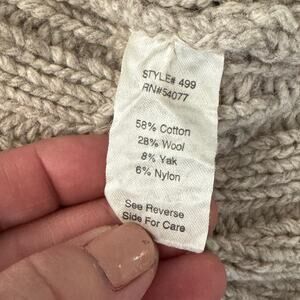 STYLE# 499
RN#54077
58% Cotton
28% Wool
8% Yak
6% Nylon
See Reverse
Side For Care